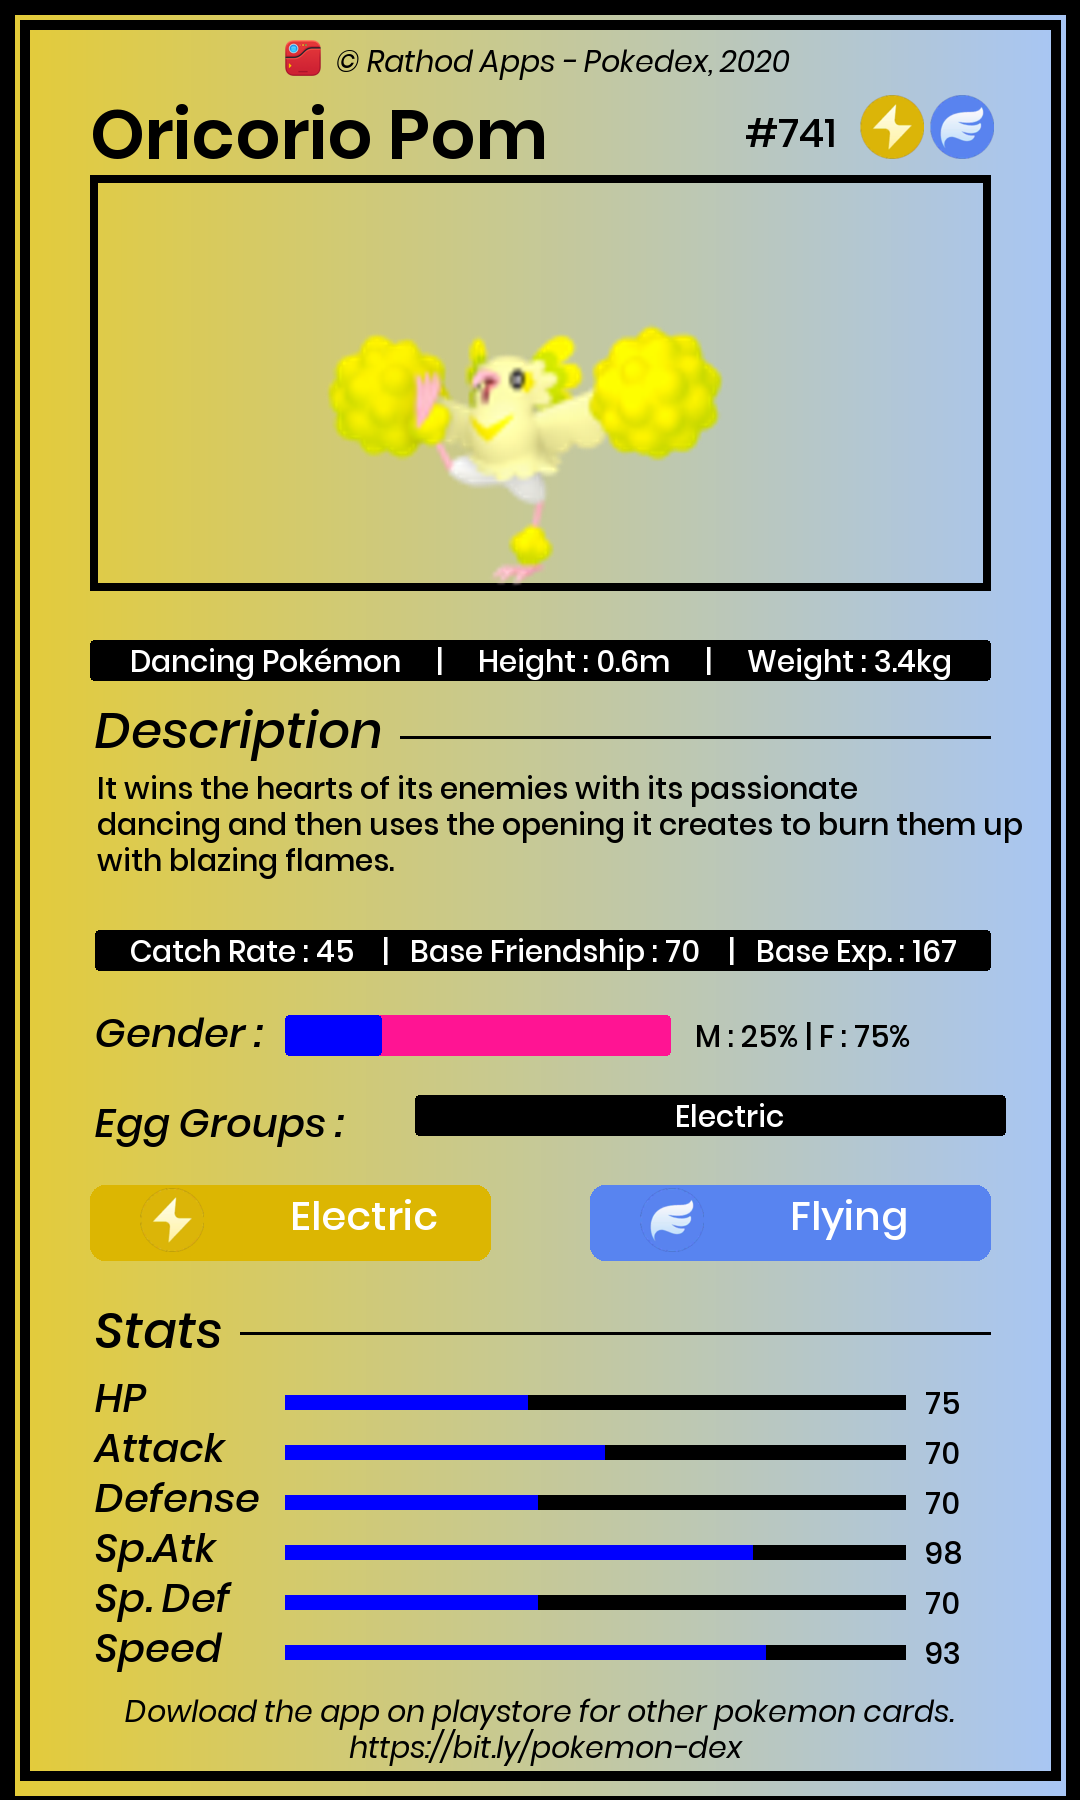 © Rathod Apps - Pokedex, 2020
Oricorio Pom #741
Dancing Pokémon | Height : 0.6m | Weight : 3.4kg
Description
It wins the hearts of its enemies with its passionate
dancing and then uses the opening it creates to burn them up
with blazing flames.
Catch Rate : 45 | Base Friendship : 70 | Base Exp. : 167
Gender : M : 25% | F : 75%
Egg Groups : Electric
Electric Flying
Stats
HP 75
Attack 70
Defense 70
Sp.Atk 98
Sp. Def 70
Speed 93
Dowload the app on playstore for other pokemon cards.
https://bit.ly/pokemon-dex